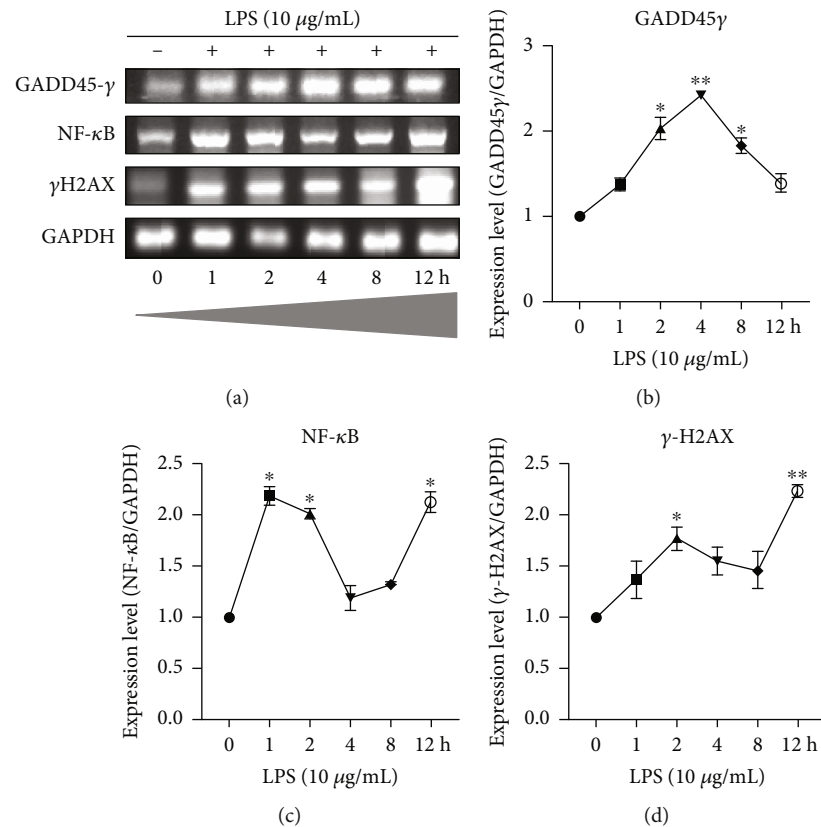 LPS (10 μg/mL)
– + + + + +
GADD45-γ
NF-κB
γH2AX
GAPDH
0 1 2 4 8 12 h
(a)
GADD45γ
Expression level (GADD45γ/GAPDH)
3
2
1
0
*
**
*
0 1 2 4 8 12 h
LPS (10 μg/mL)
(b)
NF-κB
Expression level (NF-κB/GAPDH)
2.5
2.0
1.5
1.0
0.5
0.0
*
*
*
0 1 2 4 8 12 h
LPS (10 μg/mL)
(c)
γ-H2AX
Expression level (γ-H2AX/GAPDH)
2.5
2.0
1.5
1.0
0.5
0.0
*
**
0 1 2 4 8 12 h
LPS (10 μg/mL)
(d)